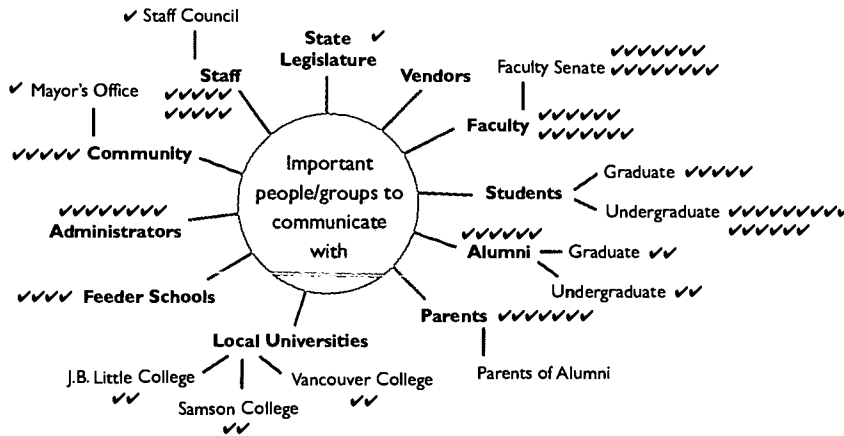 Important
people/groups to
communicate
with
State ✔
Legislature
Vendors
Faculty Senate ✔✔✔✔✔✔✔
✔✔✔✔✔✔✔✔
Faculty ✔✔✔✔✔✔
✔✔✔✔✔✔✔
Students
Graduate ✔✔✔✔✔
Undergraduate ✔✔✔✔✔✔✔✔
✔✔✔✔✔✔
✔✔✔✔✔✔
Alumni
Graduate ✔✔
Undergraduate ✔✔
Parents ✔✔✔✔✔✔✔
Parents of Alumni
Local Universities
Vancouver College
✔✔
Samson College
✔✔
J.B. Little College
✔✔
✔✔✔✔ Feeder Schools
✔✔✔✔✔✔✔✔
Administrators
✔✔✔✔✔ Community
✔ Mayor's Office
Staff
✔✔✔✔✔
✔✔✔✔✔
✔ Staff Council